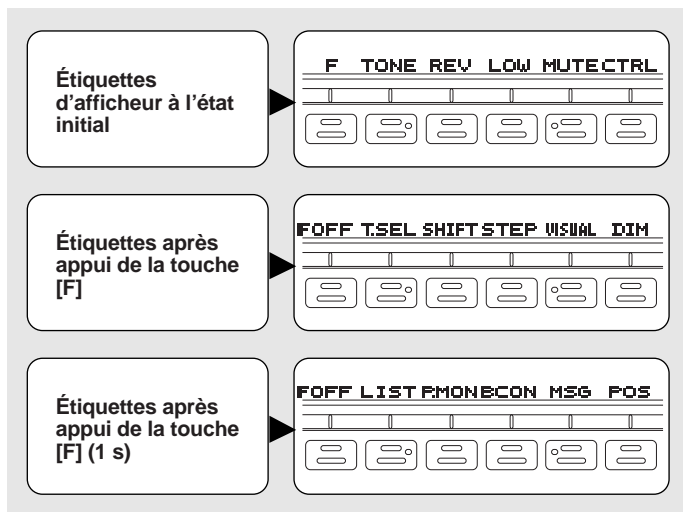 Étiquettes
d'afficheur à l'état
initial
F TONE REV LOW MUTE CTRL
Étiquettes après
appui de la touche
[F]
FOFF T.SEL SHIFT STEP VISUAL DIM
Étiquettes après
appui de la touche
[F] (1 s)
FOFF LIST P.MON BCON MSG POS